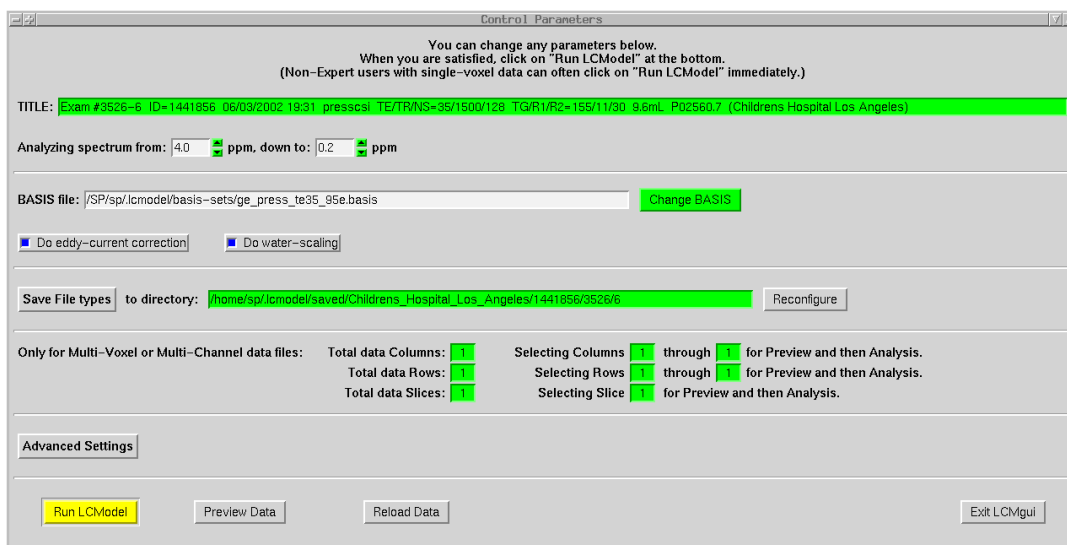 Control Parameters
You can change any parameters below.
When you are satisfied, click on "Run LCModel" at the bottom.
(Non-Expert users with single-voxel data can often click on "Run LCModel" immediately.)
TITLE: Exam #3526-6 ID=1441856 06/03/2002 19:31 presscsi TE/TR/NS=35/1500/128 TG/R1/R2=155/11/30 9.6mL P02560.7 (Childrens Hospital Los Angeles)
Analyzing spectrum from: 4.0 ppm, down to: 0.2 ppm
BASIS file: /SP/sp/.lcmodel/basis-sets/ge_press_te35_95e.basis Change BASIS
Do eddy-current correction Do water-scaling
Save File types to directory: /home/sp/.lcmodel/saved/Childrens_Hospital_Los_Angeles/1441856/3526/6 Reconfigure
Only for Multi-Voxel or Multi-Channel data files: Total data Columns: 1 Selecting Columns 1 through 1 for Preview and then Analysis.
Total data Rows: 1 Selecting Rows 1 through 1 for Preview and then Analysis.
Total data Slices: 1 Selecting Slice 1 for Preview and then Analysis.
Advanced Settings
Run LCModel Preview Data Reload Data Exit LCMgui